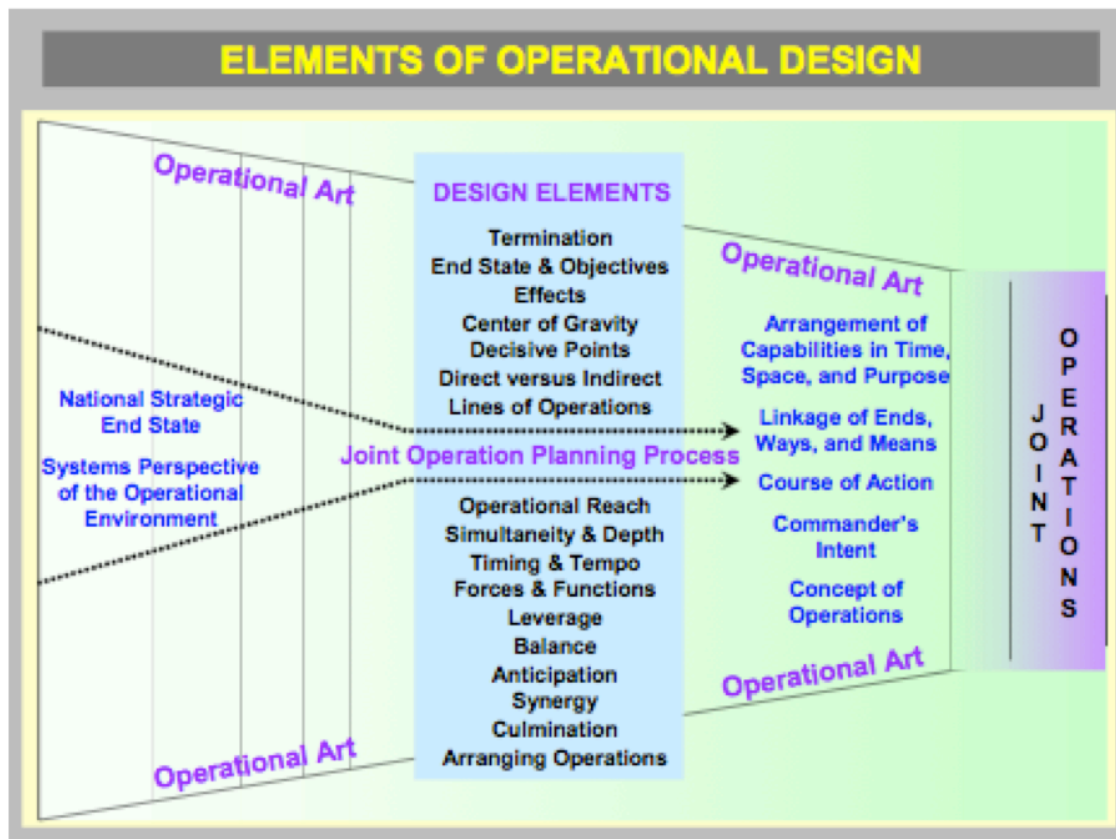 ELEMENTS OF OPERATIONAL DESIGN
Operational Art
National Strategic
End State
Systems Perspective
of the Operational
Environment
Operational Art
DESIGN ELEMENTS
Termination
End State & Objectives
Effects
Center of Gravity
Decisive Points
Direct versus Indirect
Lines of Operations
Joint Operation Planning Process
Operational Reach
Simultaneity & Depth
Timing & Tempo
Forces & Functions
Leverage
Balance
Anticipation
Synergy
Culmination
Arranging Operations
Operational Art
Arrangement of
Capabilities in Time,
Space, and Purpose
Linkage of Ends,
Ways, and Means
Course of Action
Commander's
Intent
Concept of
Operations
Operational Art
JOINT
OPERATIONS